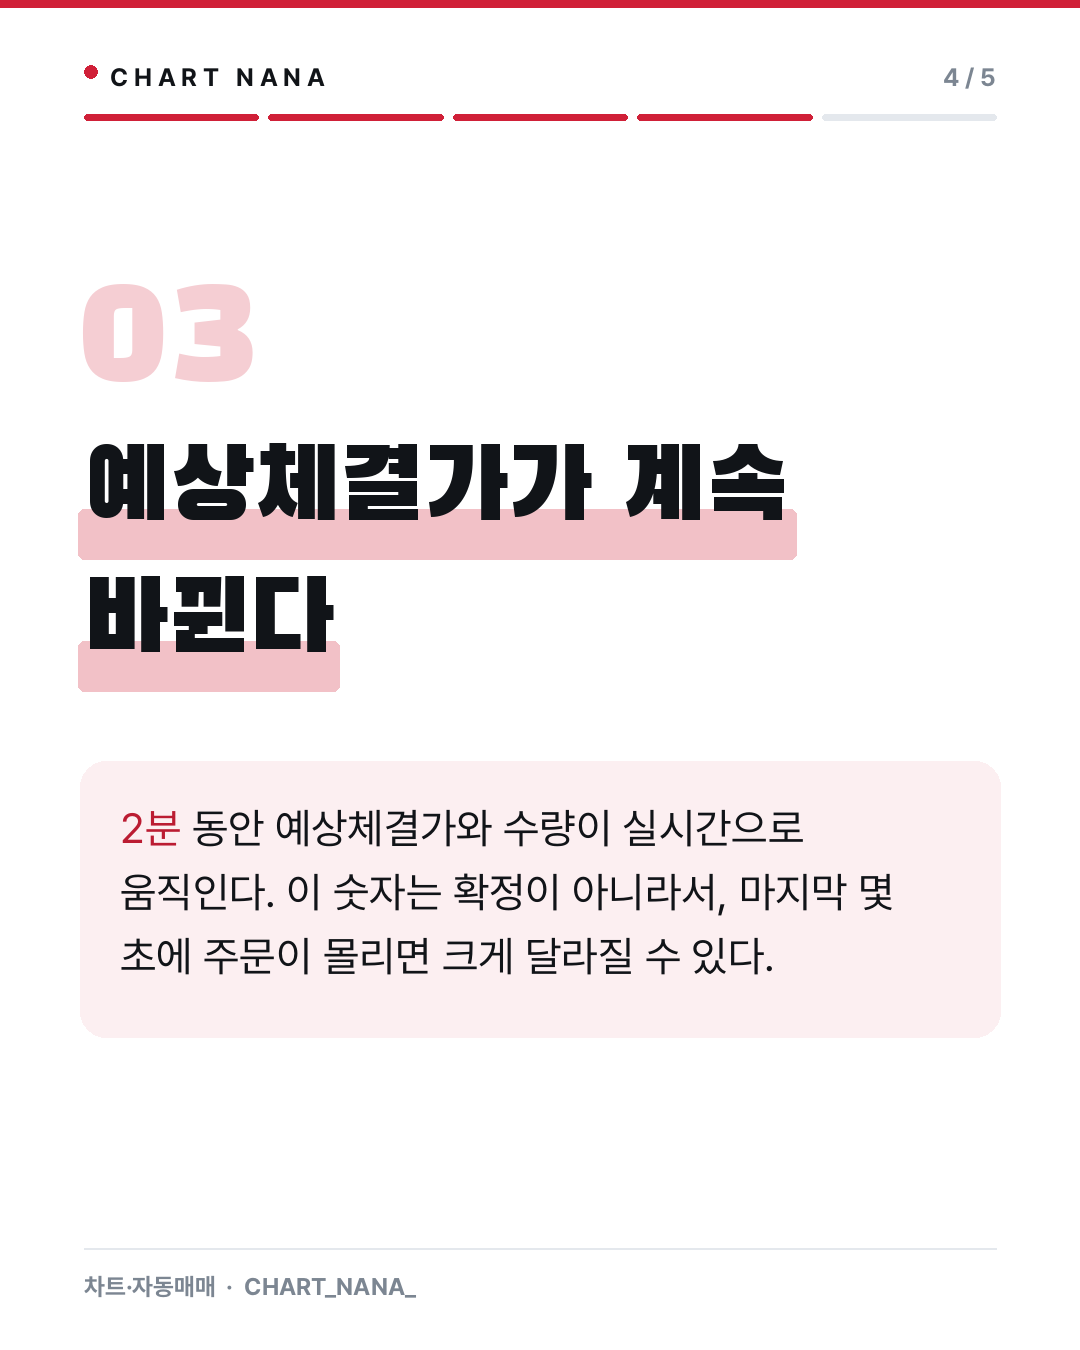 CHART NANA
4 / 5
03
예상체결가가 계속
바뀐다
2분 동안 예상체결가와 수량이 실시간으로
움직인다. 이 숫자는 확정이 아니라서, 마지막 몇
초에 주문이 몰리면 크게 달라질 수 있다.
차트·자동매매 · CHART_NANA_